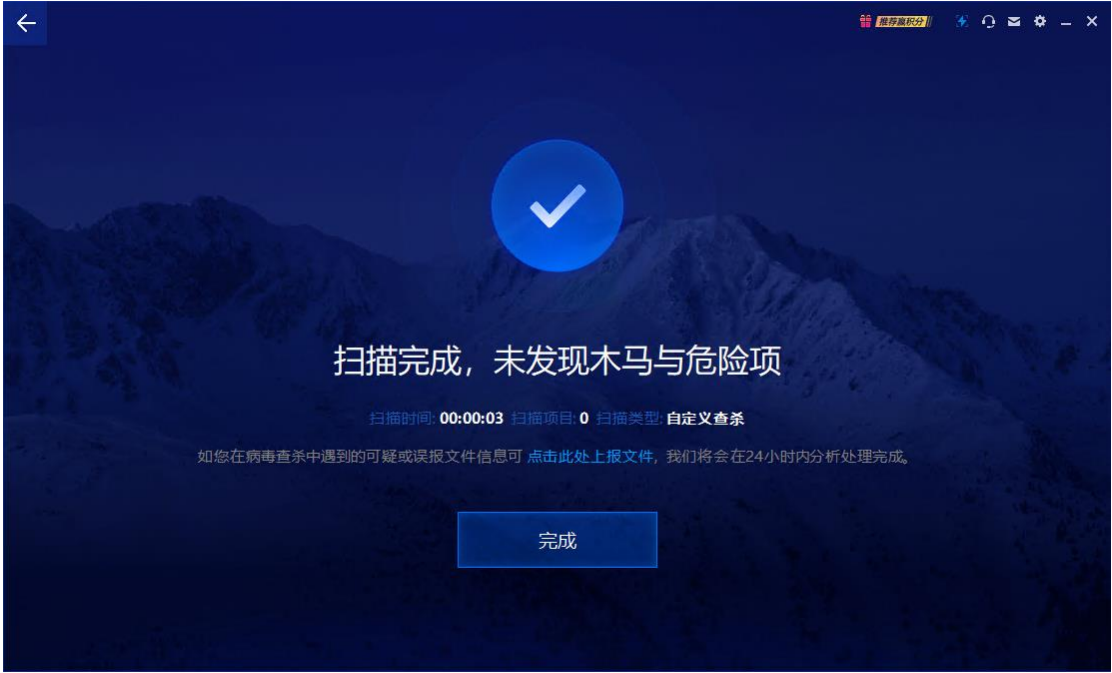 推荐赢积分
扫描完成，未发现木马与危险项
扫描时间: 00:00:03 扫描项目: 0 扫描类型: 自定义查杀
如您在病毒查杀中遇到的可疑或误报文件信息可 点击此处上报文件，我们将会在24小时内分析处理完成。
完成